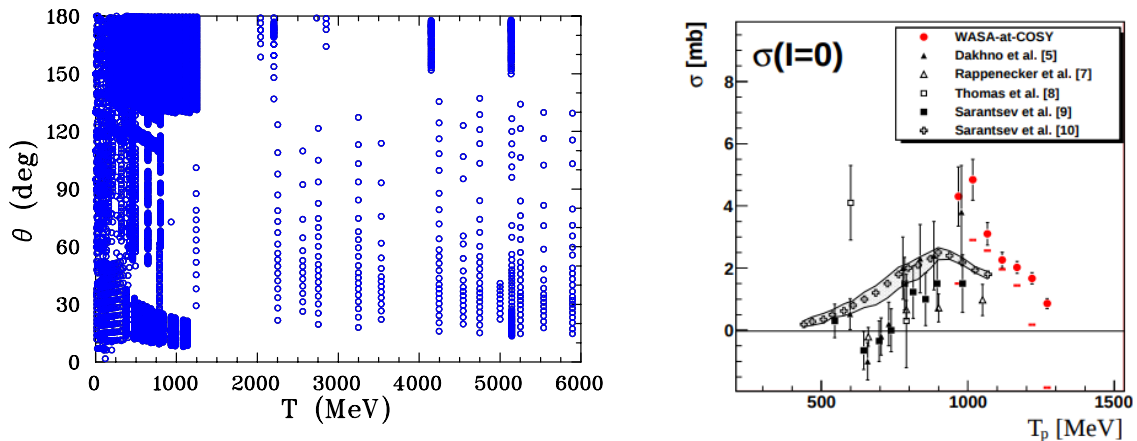 180
150
120
90
60
30
0
θ (deg)
0 1000 2000 3000 4000 5000 6000
T (MeV)
σ [mb]
σ(I=0)
WASA-at-COSY
Dakhno et al. [5]
Rappenecker et al. [7]
Thomas et al. [8]
Sarantsev et al. [9]
Sarantsev et al. [10]
8
6
4
2
0
500 1000 1500
Tₚ [MeV]